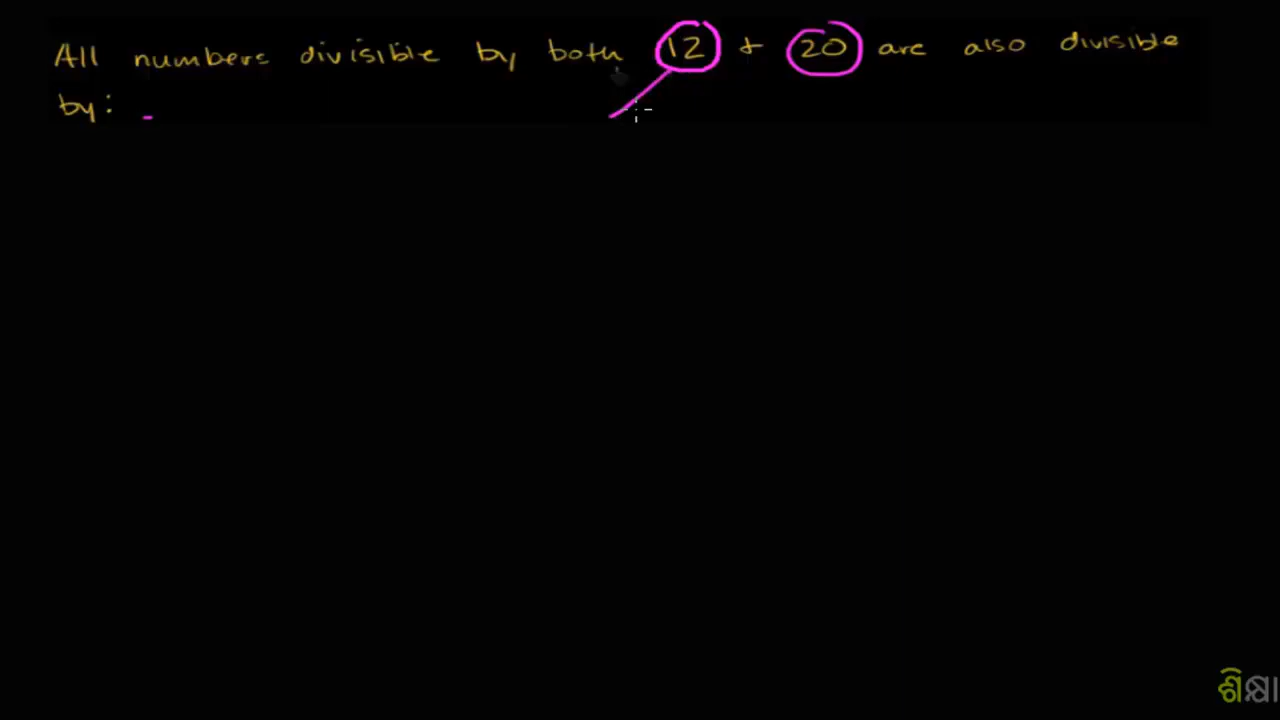 All numbers divisible by both 12 + 20 are also divisible
by:
ଶିକ୍ଷା